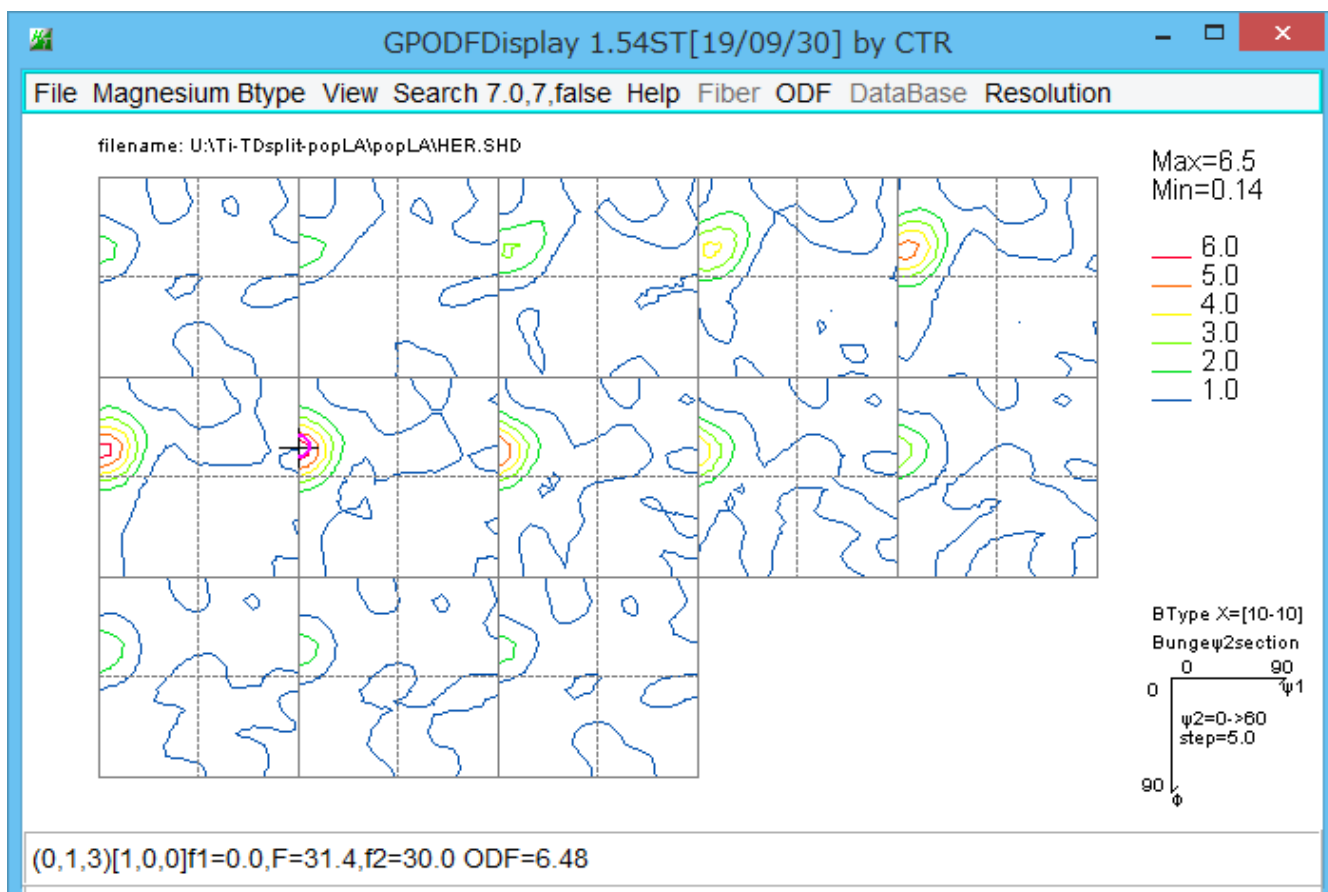 GPODFDisplay 1.54ST[19/09/30] by CTR
File Magnesium Btype View Search 7.0,7,false Help Fiber ODF DataBase Resolution
filename: U:\Ti-TDsplit-popLA\popLA\HER.SHD
Max=6.5
Min=0.14
6.0
5.0
4.0
3.0
2.0
1.0
BType X=[10-10]
Bungeψ2section
0 90
0 ψ1
ψ2=0->60
step=5.0
90
Φ
(0,1,3)[1,0,0]f1=0.0,F=31.4,f2=30.0 ODF=6.48